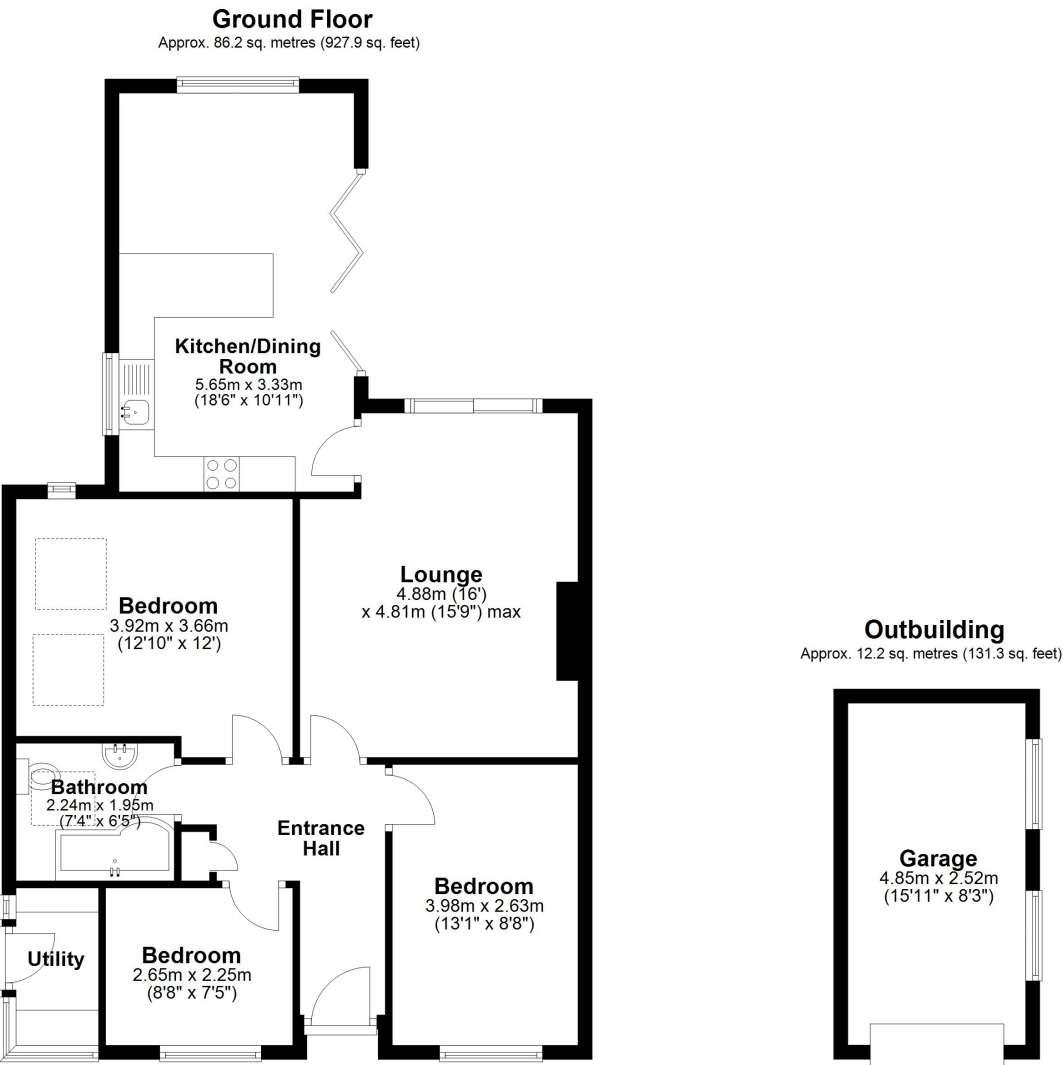 Ground Floor
Approx. 86.2 sq. metres (927.9 sq. feet)
Kitchen/Dining
Room
5.65m x 3.33m
(18'6" x 10'11")
Lounge
4.88m (16')
x 4.81m (15'9") max
Bedroom
3.92m x 3.66m
(12'10" x 12')
Bathroom
2.24m x 1.95m
(7'4" x 6'5")
Entrance
Hall
Bedroom
3.98m x 2.63m
(13'1" x 8'8")
Utility
Bedroom
2.65m x 2.25m
(8'8" x 7'5")
Outbuilding
Approx. 12.2 sq. metres (131.3 sq. feet)
Garage
4.85m x 2.52m
(15'11" x 8'3")